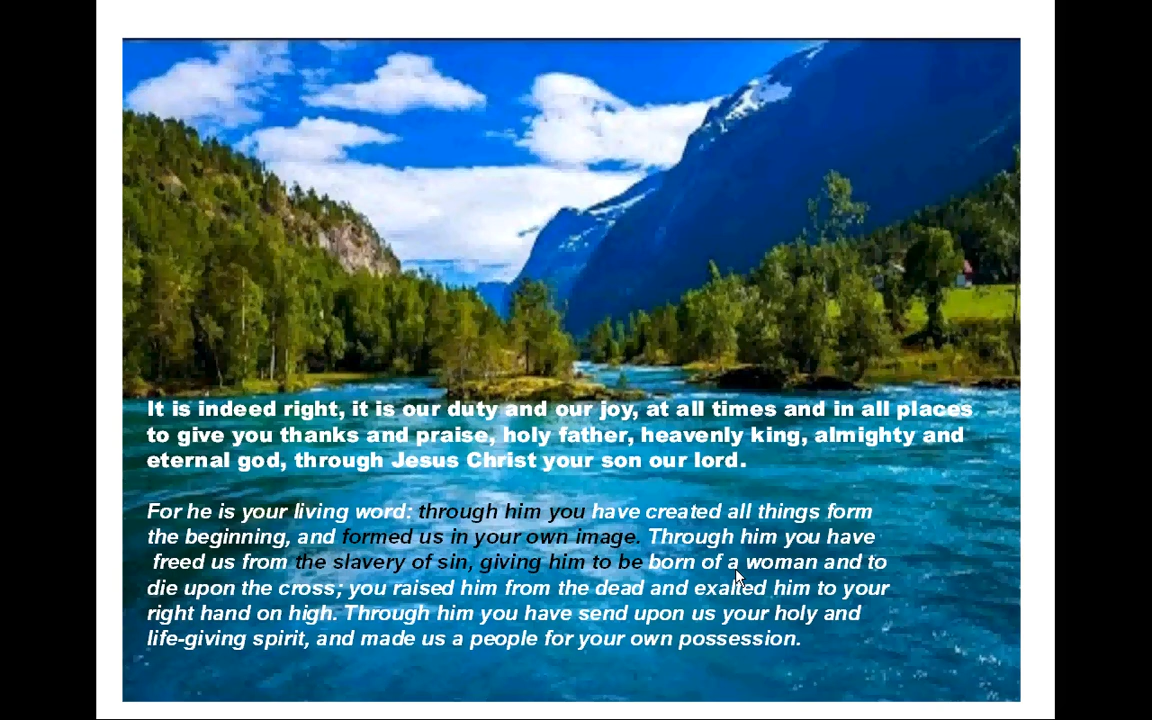 It is indeed right, it is our duty and our joy, at all times and in all places
to give you thanks and praise, holy father, heavenly king, almighty and
eternal god, through Jesus Christ your son our lord.
For he is your living word: through him you have created all things form
the beginning, and formed us in your own image. Through him you have
freed us from the slavery of sin, giving him to be born of a woman and to
die upon the cross; you raised him from the dead and exalted him to your
right hand on high. Through him you have send upon us your holy and
life-giving spirit, and made us a people for your own possession.